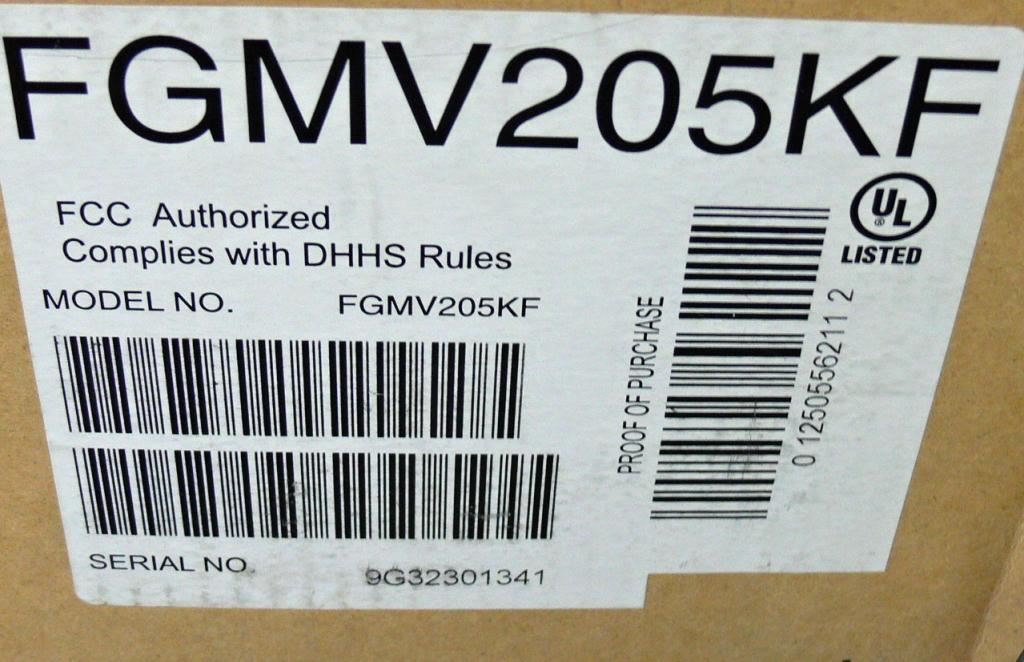 FGMV205KF
FCC Authorized
Complies with DHHS Rules
MODEL NO. FGMV205KF
SERIAL NO. 9G32301341
PROOF OF PURCHASE
0 12505562112 2
UL ®
LISTED